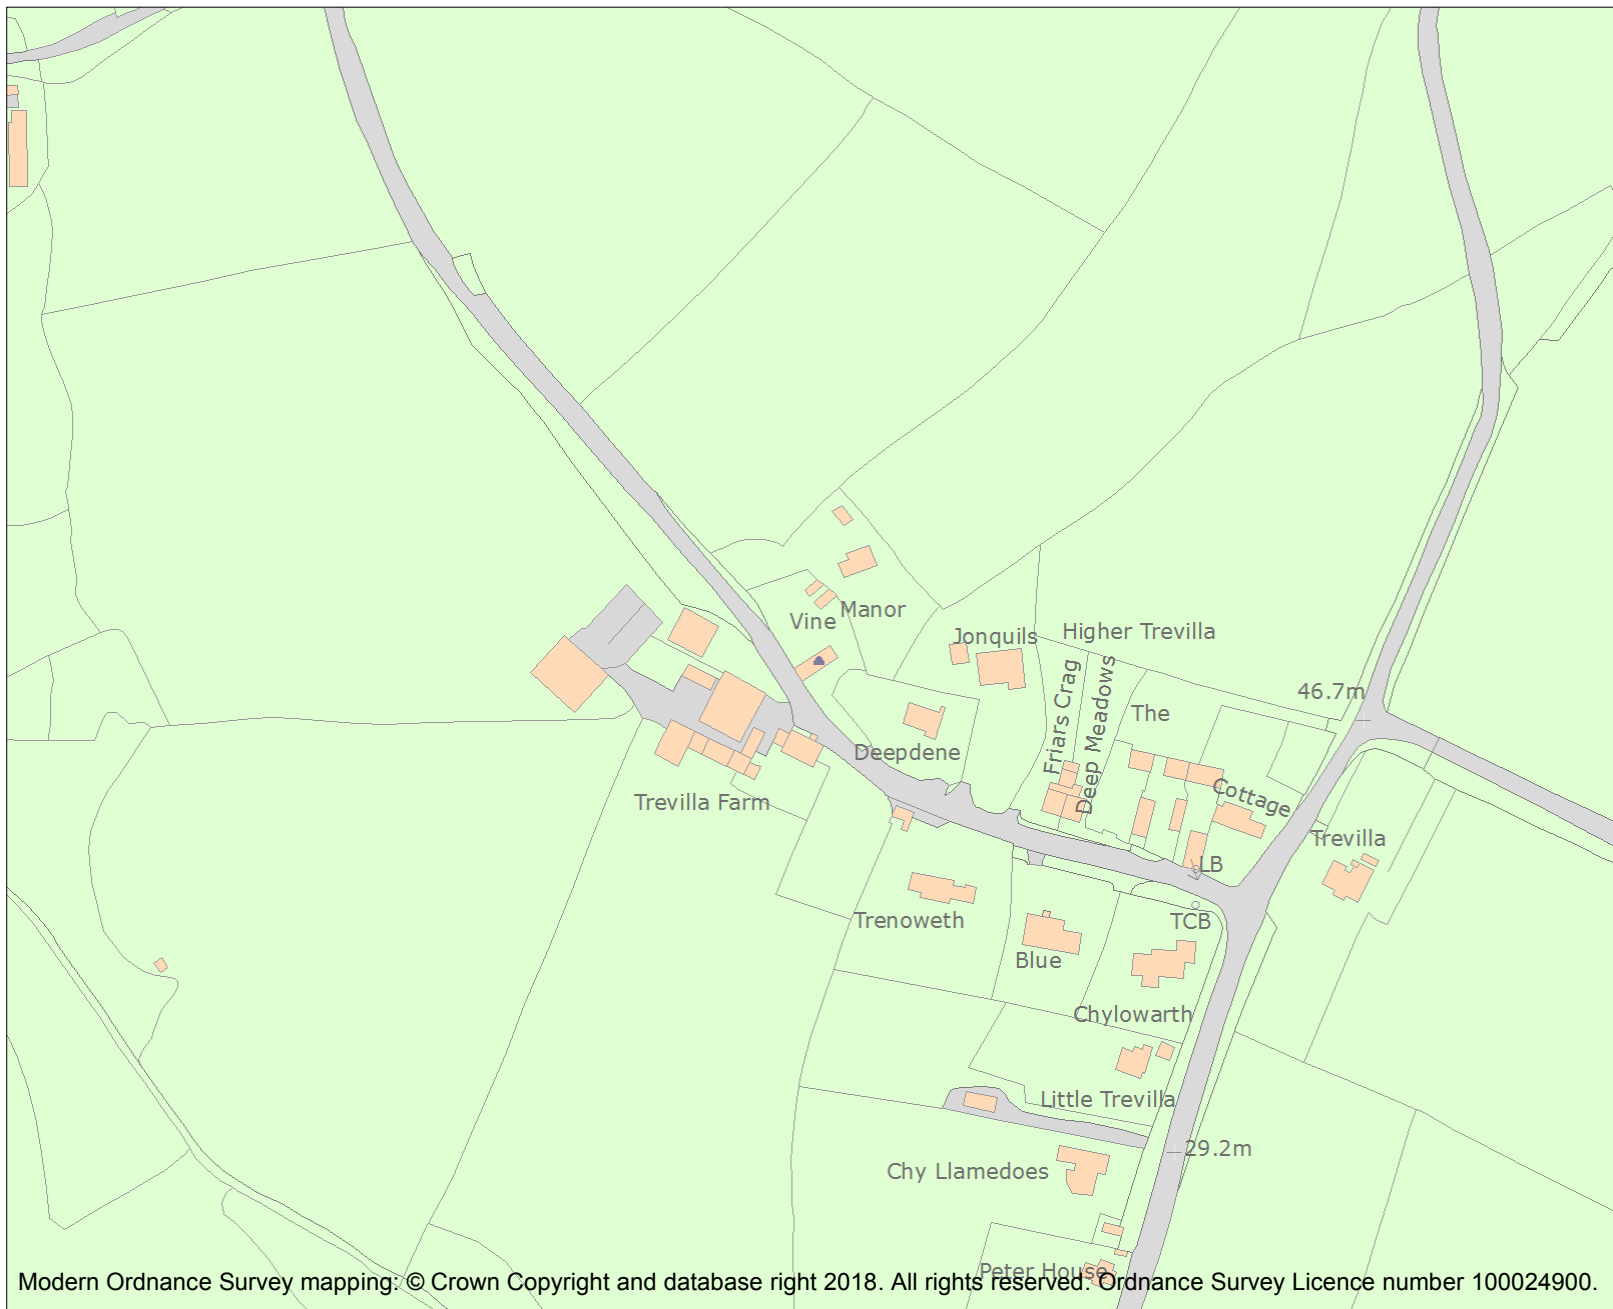 Manor
Vine
Jonquils
Higher Trevilla
Friars Crag
Deep Meadows
46.7m
The
Deepdene
Cottage
Trevilla Farm
Trevilla
LB
Trenoweth
TCB
Blue
Chylowarth
Little Trevilla
29.2m
Chy Llamedoes
Peter House
Modern Ordnance Survey mapping: © Crown Copyright and database right 2018. All rights reserved. Ordnance Survey Licence number 100024900.